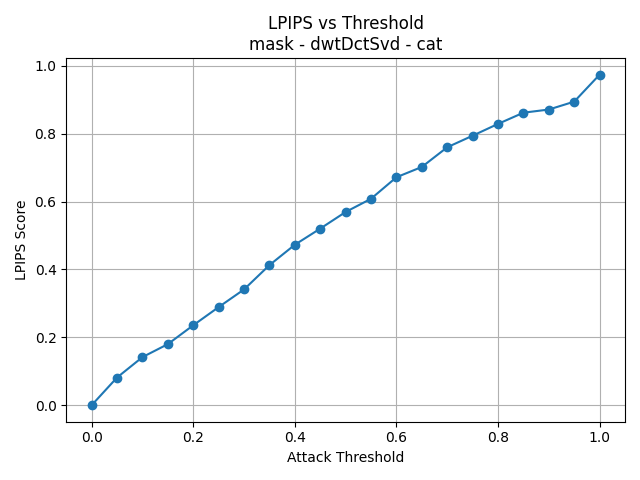 LPIPS vs Threshold
mask - dwtDctSvd - cat
1.0
0.8
0.6
0.4
0.2
0.0
LPIPS Score
0.0 0.2 0.4 0.6 0.8 1.0
Attack Threshold